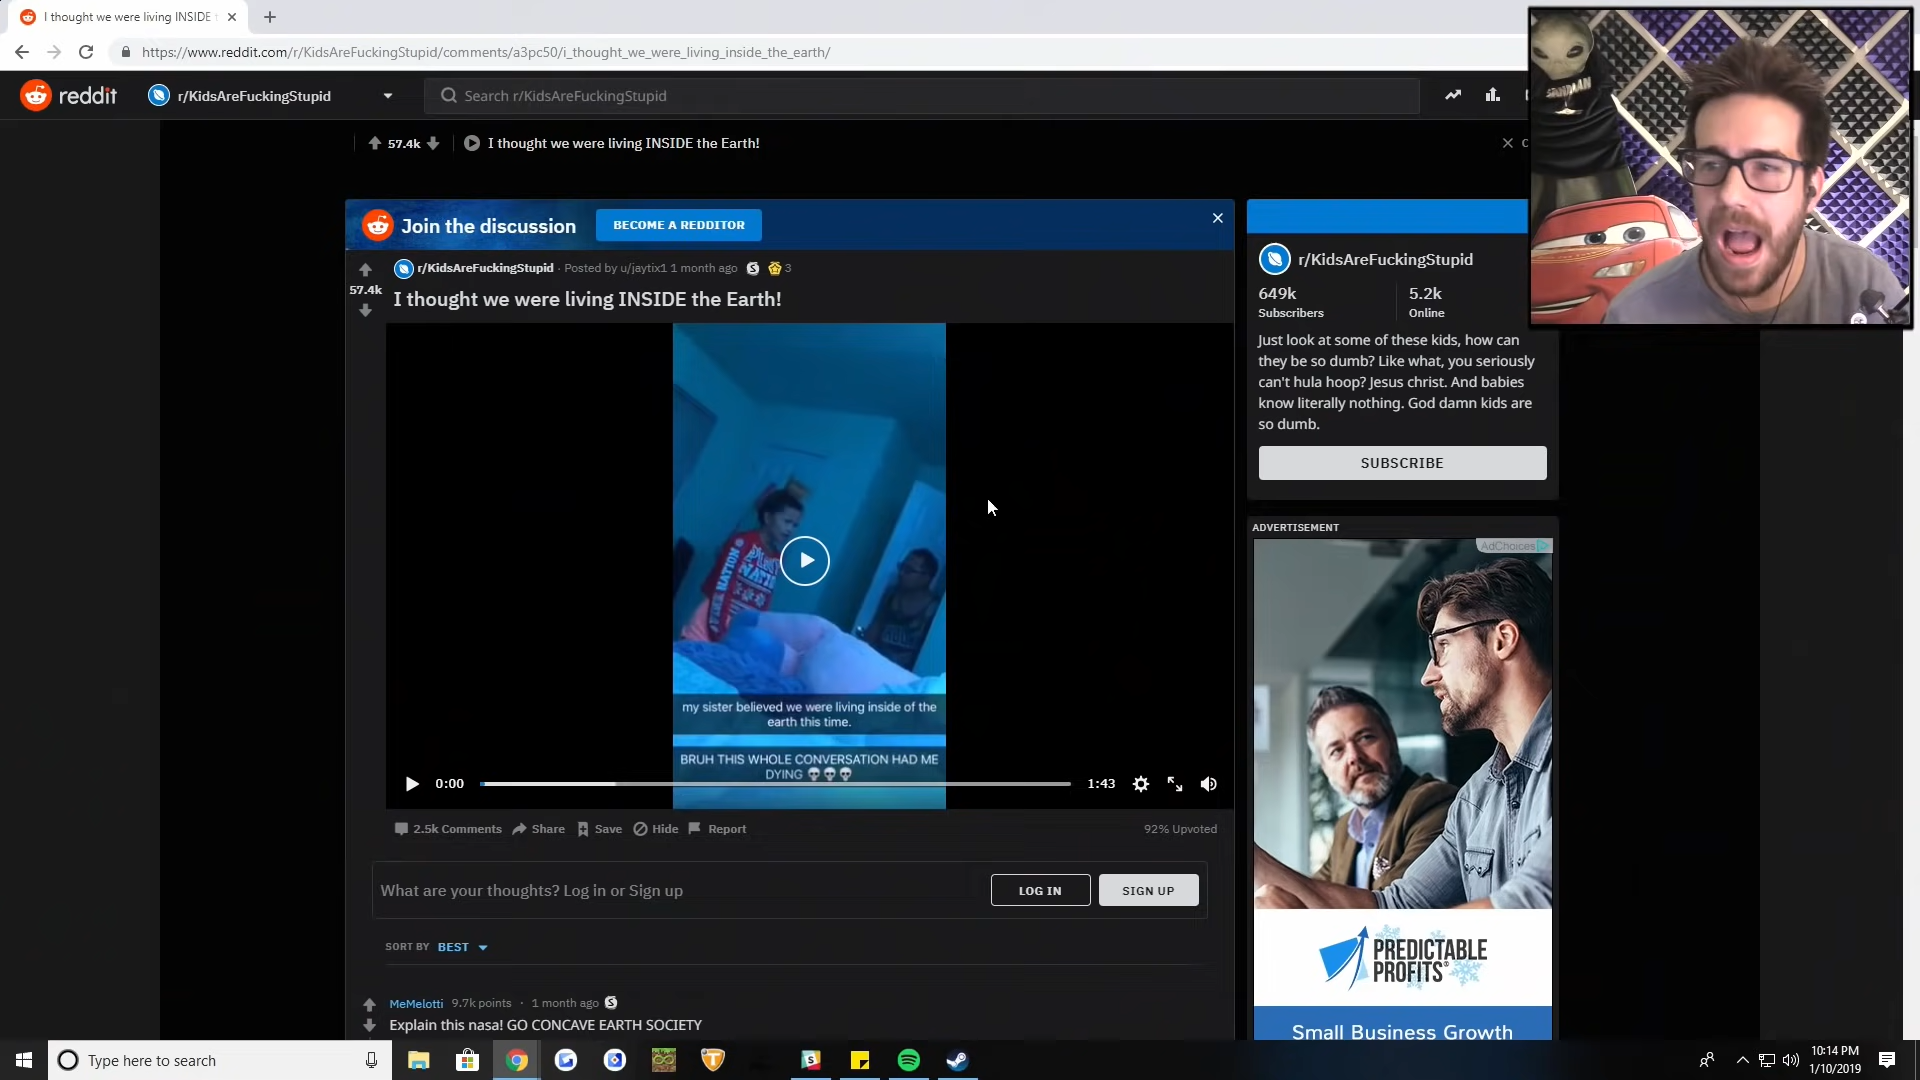 I thought we were living INSIDE
https://www.reddit.com/r/KidsAreFuckingStupid/comments/a3pc50/i_thought_we_were_living_inside_the_earth/
reddit r/KidsAreFuckingStupid Search r/KidsAreFuckingStupid
57.4k I thought we were living INSIDE the Earth!
Join the discussion BECOME A REDDITOR
r/KidsAreFuckingStupid · Posted by u/jaytix1 1 month ago S 3
57.4k
I thought we were living INSIDE the Earth!
my sister believed we were living inside of the
earth this time.
BRUH THIS WHOLE CONVERSATION HAD ME
DYING 💀💀💀
0:00 1:43
2.5k Comments Share Save Hide Report 92% Upvoted
What are your thoughts? Log in or Sign up LOG IN SIGN UP
SORT BY BEST
MeMelotti 9.7k points · 1 month ago S
Explain this nasa! GO CONCAVE EARTH SOCIETY
r/KidsAreFuckingStupid
649k 5.2k
Subscribers Online
Just look at some of these kids, how can
they be so dumb? Like what, you seriously
can't hula hoop? Jesus christ. And babies
know literally nothing. God damn kids are
so dumb.
SUBSCRIBE
ADVERTISEMENT
AdChoices
PREDICTABLE
PROFITS®
Small Business Growth
Type here to search
10:14 PM
1/10/2019